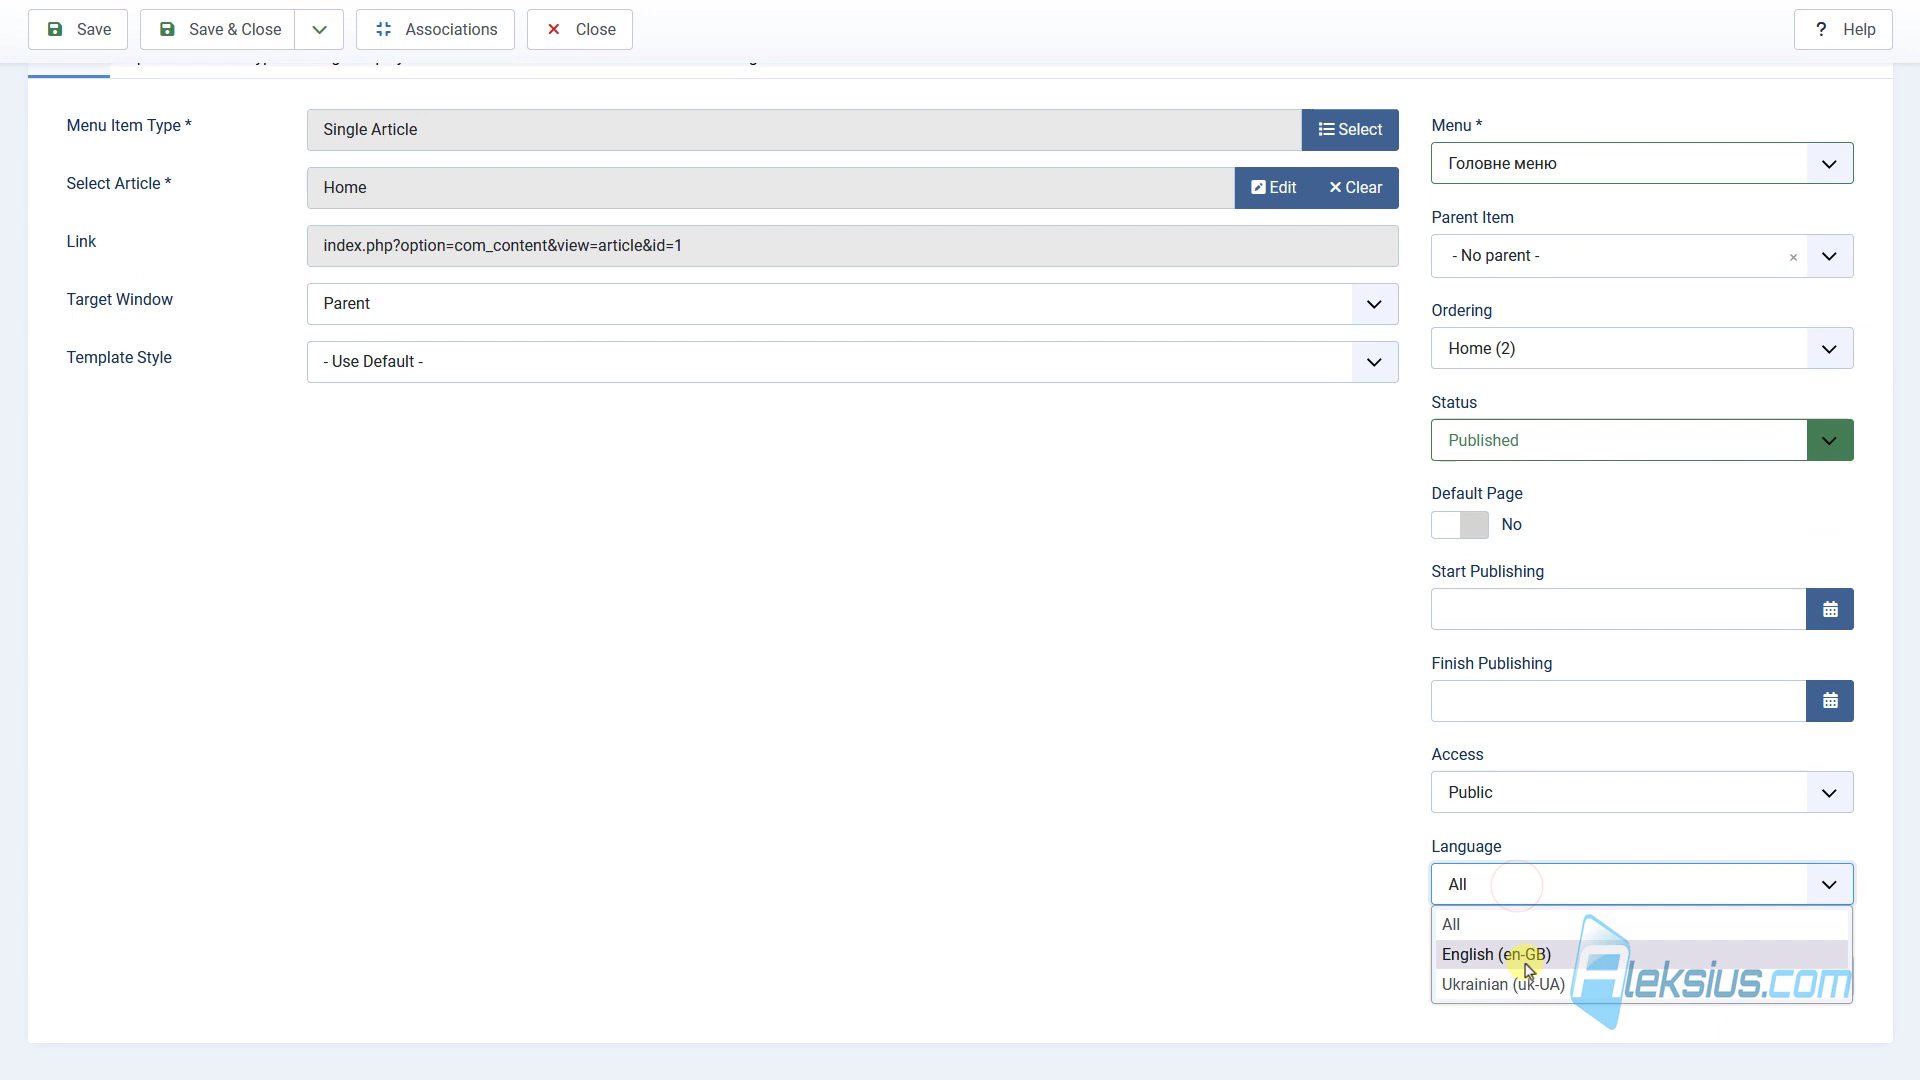 Save
Save & Close
Associations
Close
? Help
Menu Item Type *
Single Article
Select
Select Article *
Home
Edit
Clear
Link
index.php?option=com_content&view=article&id=1
Target Window
Parent
Template Style
- Use Default -
Menu *
Головне меню
Parent Item
- No parent -
Ordering
Home (2)
Status
Published
Default Page
No
Start Publishing
Finish Publishing
Access
Public
Language
All
All
English (en-GB)
Ukrainian (uk-UA)
Aleksius.com